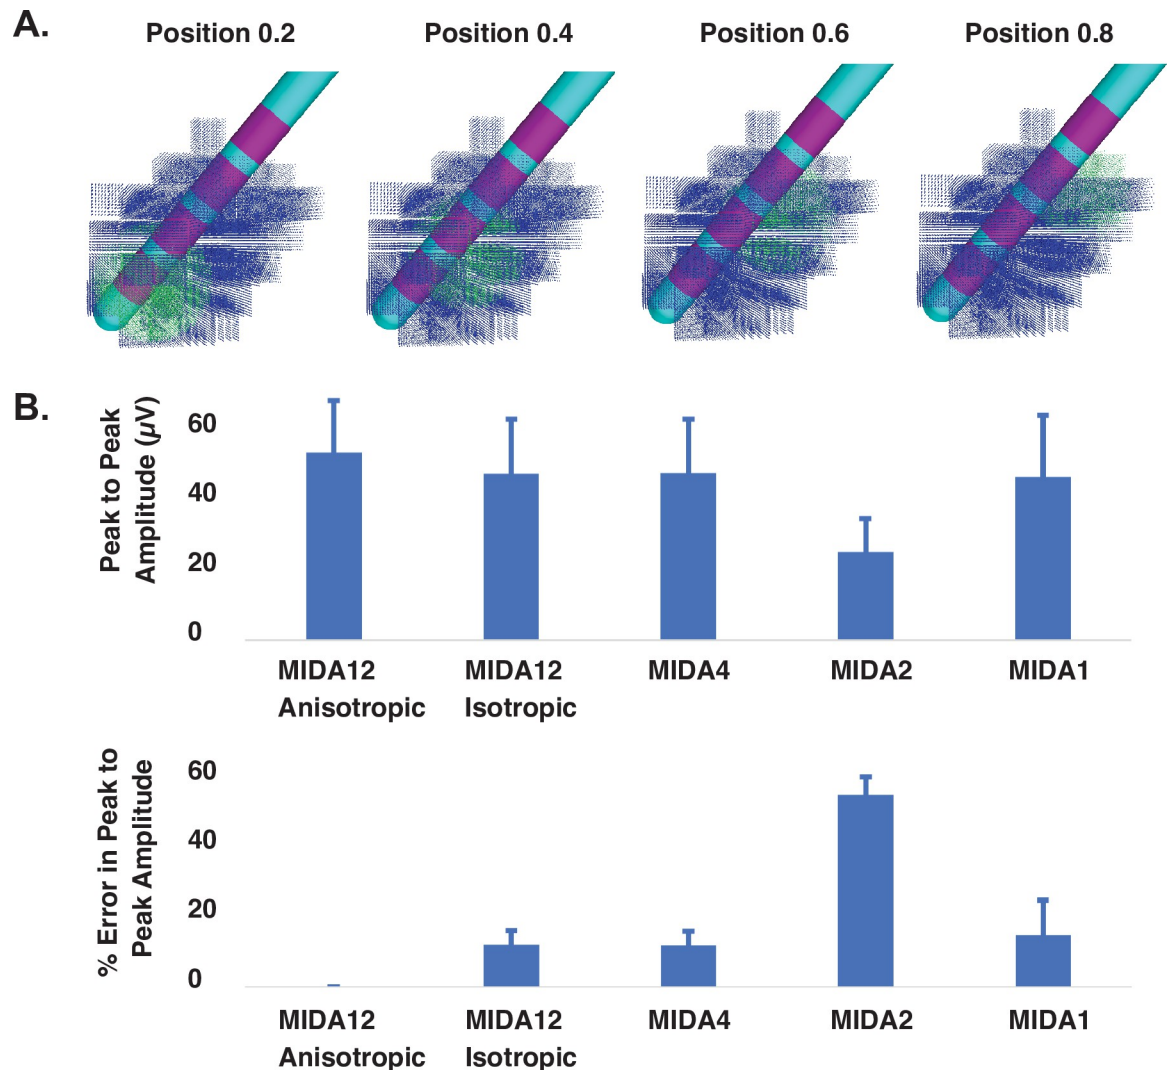 A.
Position 0.2
Position 0.4
Position 0.6
Position 0.8
B.
Peak to Peak
Amplitude (µV)
60
40
20
0
MIDA12
Anisotropic
MIDA12
Isotropic
MIDA4
MIDA2
MIDA1
% Error in Peak to
Peak Amplitude
60
40
20
0
MIDA12
Anisotropic
MIDA12
Isotropic
MIDA4
MIDA2
MIDA1